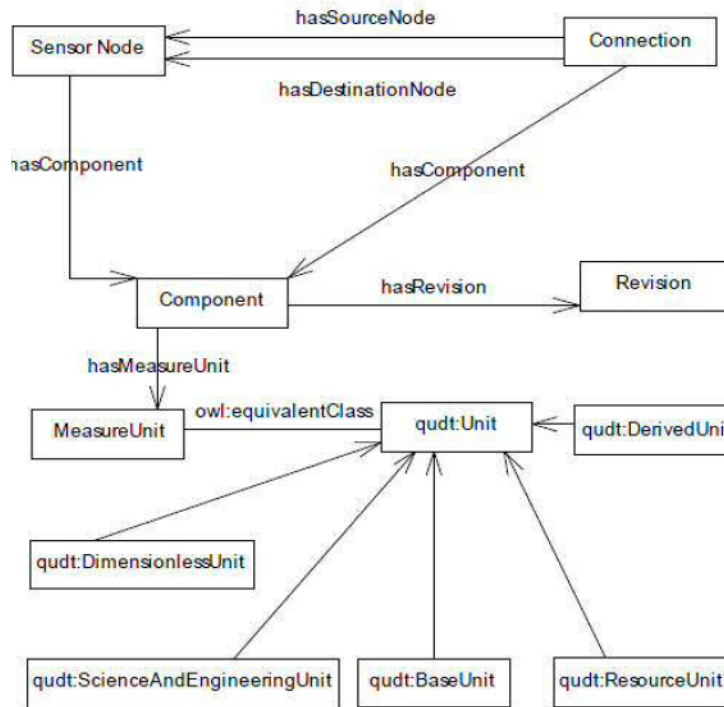 hasSourceNode
Sensor Node
Connection
hasDestinationNode
hasComponent
hasComponent
Component
hasRevision
Revision
hasMeasureUnit
owl:equivalentClass
MeasureUnit
qudt:Unit
qudt:DerivedUni
qudt:DimensionlessUnit
qudt:ScienceAndEngineeringUnit
qudt:BaseUnit
qudt:ResourceUnit